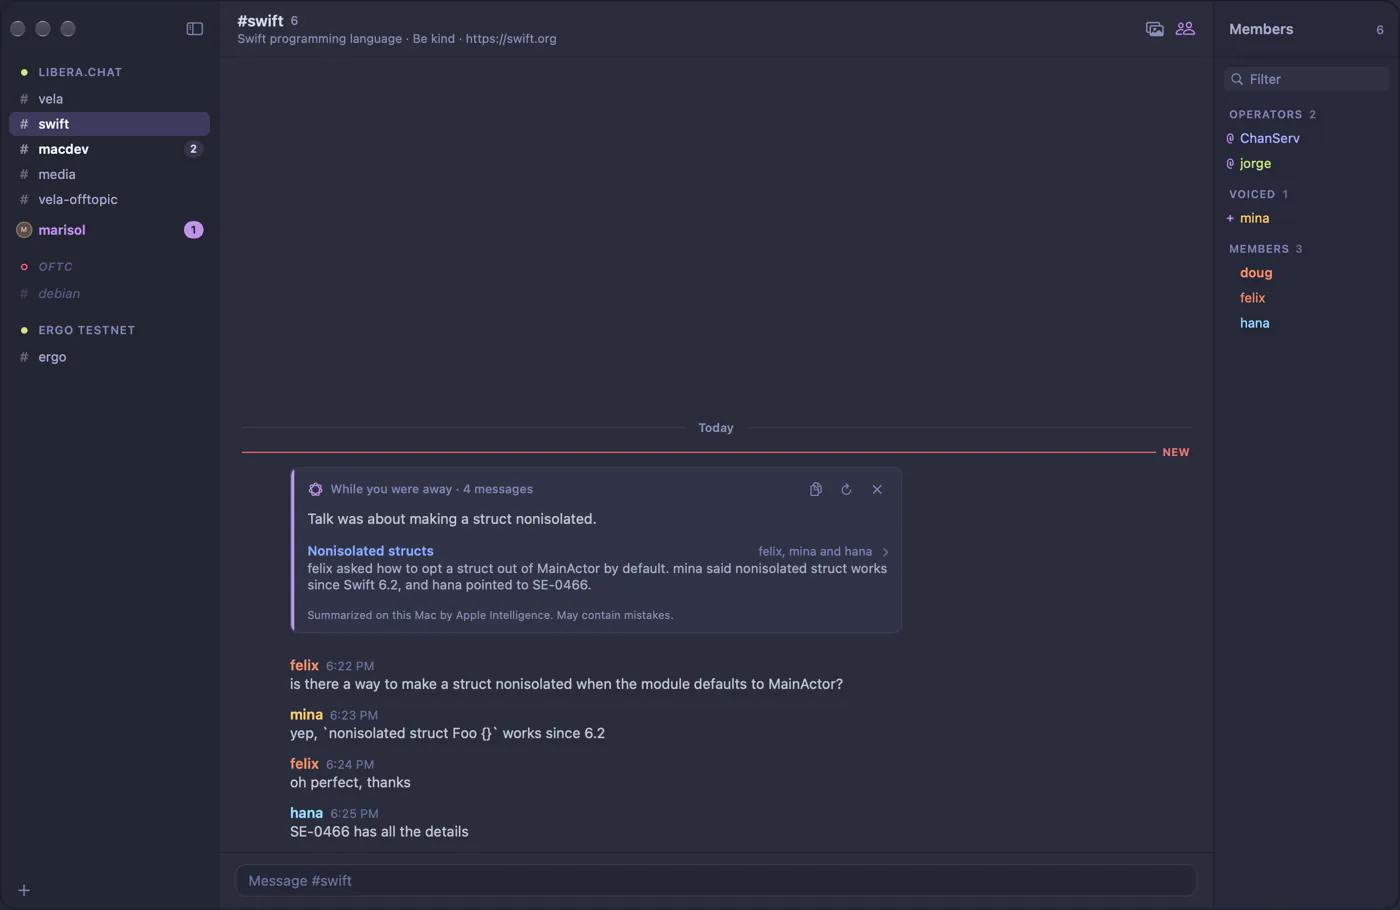 LIBERA.CHAT
# vela
# swift
# macdev 2
# media
# vela-offtopic
M marisol 1
OFTC
# debian
ERGO TESTNET
# ergo
#swift 6
Swift programming language · Be kind · https://swift.org
Today
NEW
While you were away · 4 messages
Talk was about making a struct nonisolated.
Nonisolated structs felix, mina and hana
felix asked how to opt a struct out of MainActor by default. mina said nonisolated struct works
since Swift 6.2, and hana pointed to SE-0466.
Summarized on this Mac by Apple Intelligence. May contain mistakes.
felix 6:22 PM
is there a way to make a struct nonisolated when the module defaults to MainActor?
mina 6:23 PM
yep, `nonisolated struct Foo {}` works since 6.2
felix 6:24 PM
oh perfect, thanks
hana 6:25 PM
SE-0466 has all the details
Message #swift
Members 6
Filter
OPERATORS 2
@ ChanServ
@ jorge
VOICED 1
+ mina
MEMBERS 3
doug
felix
hana